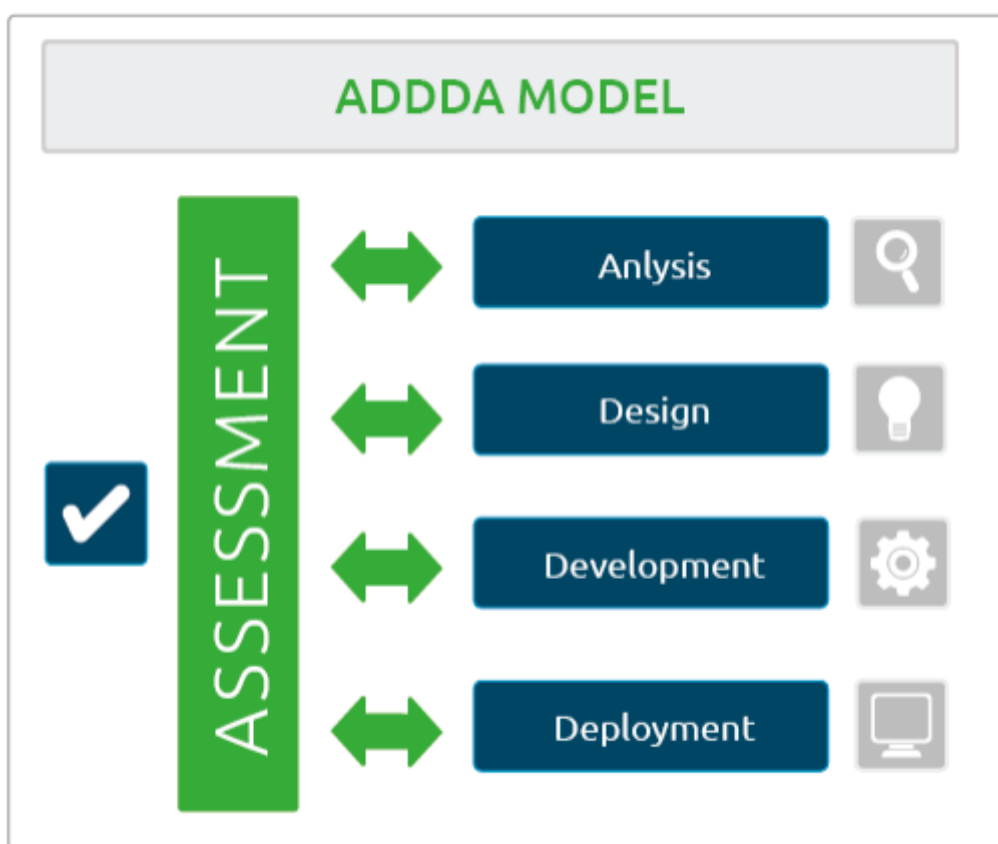 ADDDA MODEL
ASSESSMENT
Anlysis
Design
Development
Deployment